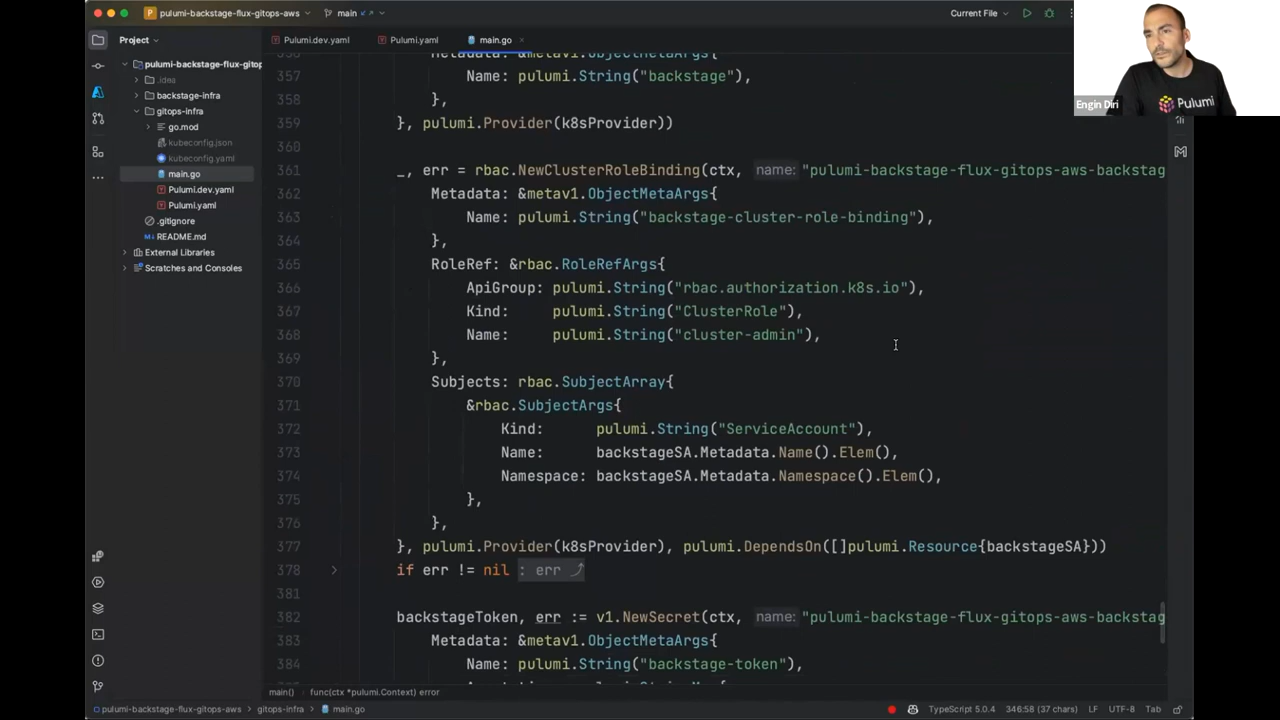 pulumi-backstage-flux-gitops-aws
main
Current File
Project
Pulumi.dev.yaml
Pulumi.yaml
main.go
pulumi-backstage-flux-gitop
.idea
backstage-infra
gitops-infra
go.mod
kubeconfig.json
kubeconfig.yaml
main.go
Pulumi.dev.yaml
Pulumi.yaml
.gitignore
README.md
External Libraries
Scratches and Consoles
Engin Diri
Pulumi
Metadata: &metav1.ObjectMetaArgs{
357 Name: pulumi.String("backstage"),
358 },
359 }, pulumi.Provider(k8sProvider))
360
361 _, err = rbac.NewClusterRoleBinding(ctx, name: "pulumi-backstage-flux-gitops-aws-backstag
362 Metadata: &metav1.ObjectMetaArgs{
363 Name: pulumi.String("backstage-cluster-role-binding"),
364 },
365 RoleRef: &rbac.RoleRefArgs{
366 ApiGroup: pulumi.String("rbac.authorization.k8s.io"),
367 Kind: pulumi.String("ClusterRole"),
368 Name: pulumi.String("cluster-admin"),
369 },
370 Subjects: rbac.SubjectArray{
371 &rbac.SubjectArgs{
372 Kind: pulumi.String("ServiceAccount"),
373 Name: backstageSA.Metadata.Name().Elem(),
374 Namespace: backstageSA.Metadata.Namespace().Elem(),
375 },
376 },
377 }, pulumi.Provider(k8sProvider), pulumi.DependsOn([]pulumi.Resource{backstageSA}))
378 if err != nil : err
381
382 backstageToken, err := v1.NewSecret(ctx, name: "pulumi-backstage-flux-gitops-aws-backstag
383 Metadata: &metav1.ObjectMetaArgs{
384 Name: pulumi.String("backstage-token"),
main() func(ctx *pulumi.Context) error
pulumi-backstage-flux-gitops-aws gitops-infra main.go
TypeScript 5.0.4 346:58 (37 chars) LF UTF-8 Tab